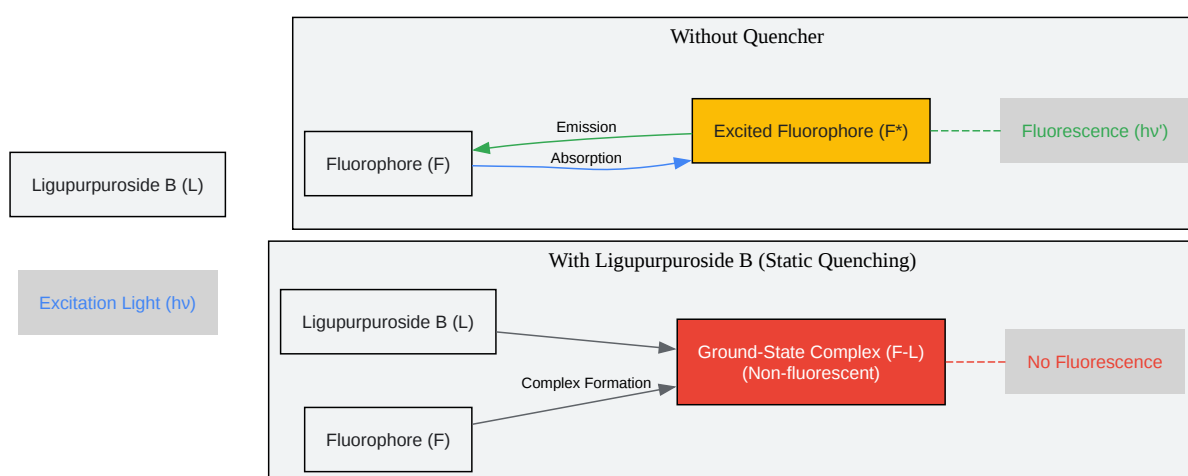 Without Quencher
Emission
Excited Fluorophore (F*)
Fluorescence (hν')
Fluorophore (F)
Absorption
Ligupurpuroside B (L)
Excitation Light (hν)
With Ligupurpuroside B (Static Quenching)
Ligupurpuroside B (L)
Ground-State Complex (F-L)
(Non-fluorescent)
No Fluorescence
Complex Formation
Fluorophore (F)